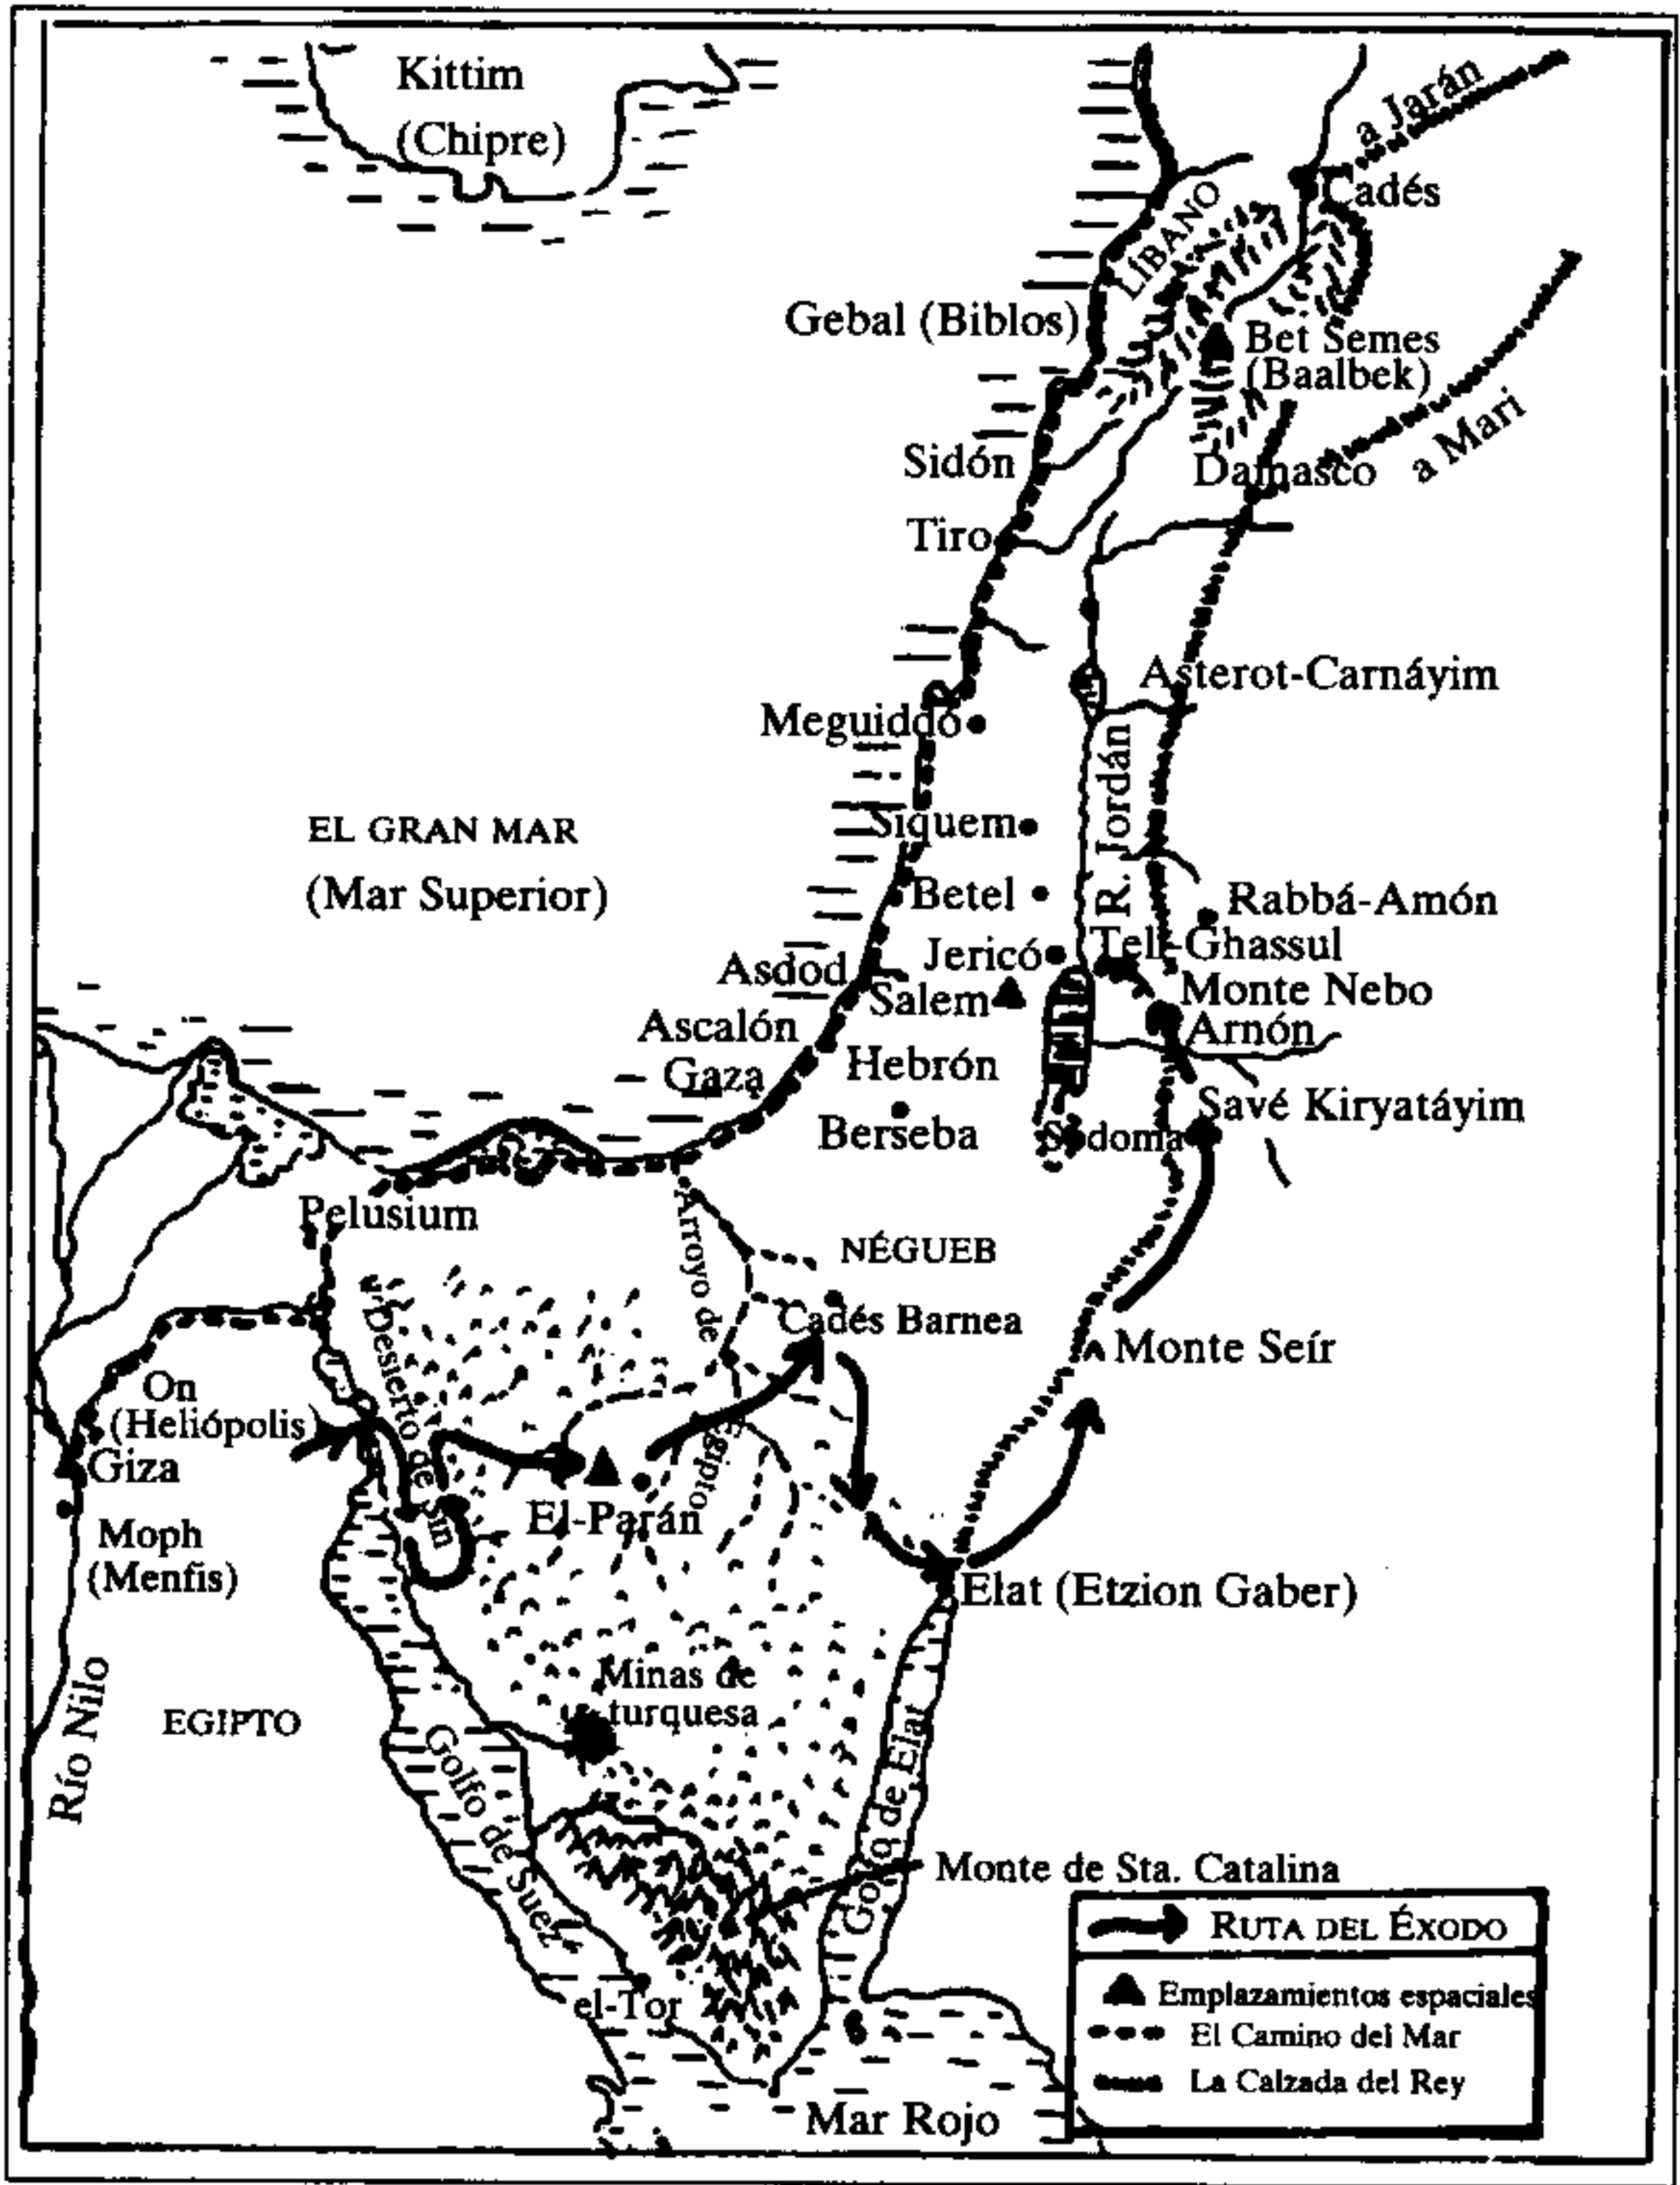 Kittim
(Chipre)
a Jarán
Cadés
LÍBANO
Gebal (Biblos)
Bet Semes
(Baalbek)
a Mari
Sidón
Damasco
Tiro
Asterot-Carnáyim
Meguiddó
R. Jordán
EL GRAN MAR
(Mar Superior)
Siquem
Betel
Rabbá-Amón
Jericó
Tell-Ghassul
Asdod
Salem
Monte Nebo
Ascalón
Arnón
Gaza
Hebrón
Savé Kiryatáyim
Berseba
Sodoma
Pelusium
Arroyo de Egipto
NÉGUEB
Desierto de Sin
Cadés Barnea
Monte Seír
On
(Heliópolis)
Giza
El-Parán
Moph
(Menfis)
Elat (Etzion Gaber)
Minas de
turquesa
Río Nilo
EGIPTO
Golfo de Suez
Golfo de Elat
Monte de Sta. Catalina
el-Tor
Mar Rojo
RUTA DEL ÉXODO
Emplazamientos espaciales
El Camino del Mar
La Calzada del Rey